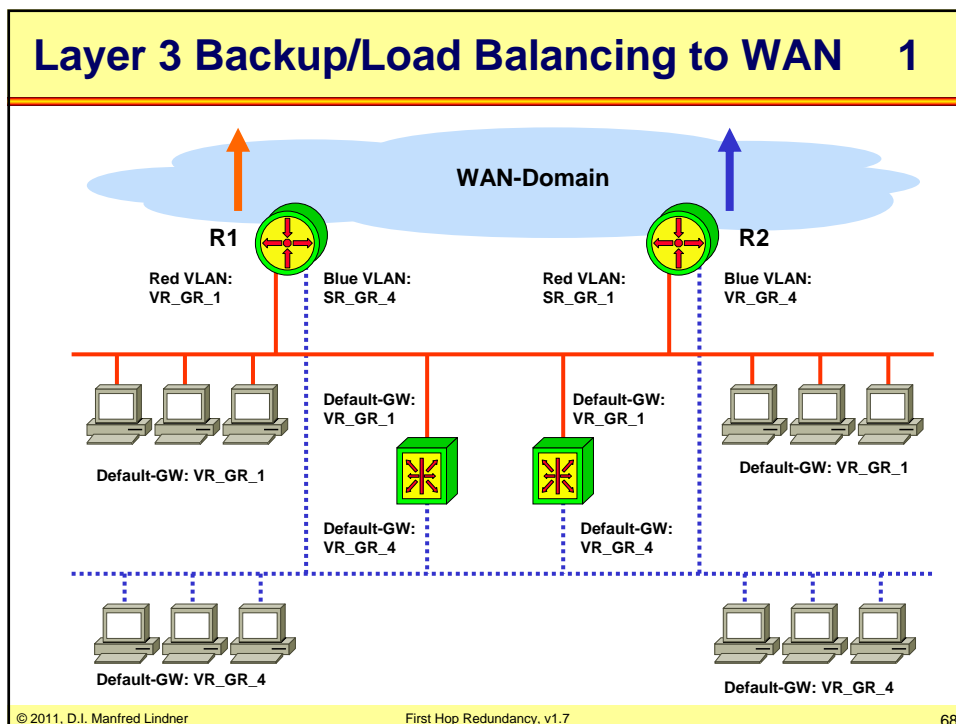 Layer 3 Backup/Load Balancing to WAN 1
WAN-Domain
R1
R2
Red VLAN:
VR_GR_1
Blue VLAN:
SR_GR_4
Red VLAN:
SR_GR_1
Blue VLAN:
VR_GR_4
Default-GW:
VR_GR_1
Default-GW:
VR_GR_1
Default-GW: VR_GR_1
Default-GW: VR_GR_1
Default-GW:
VR_GR_4
Default-GW:
VR_GR_4
Default-GW: VR_GR_4
Default-GW: VR_GR_4
© 2011, D.I. Manfred Lindner
First Hop Redundancy, v1.7
68